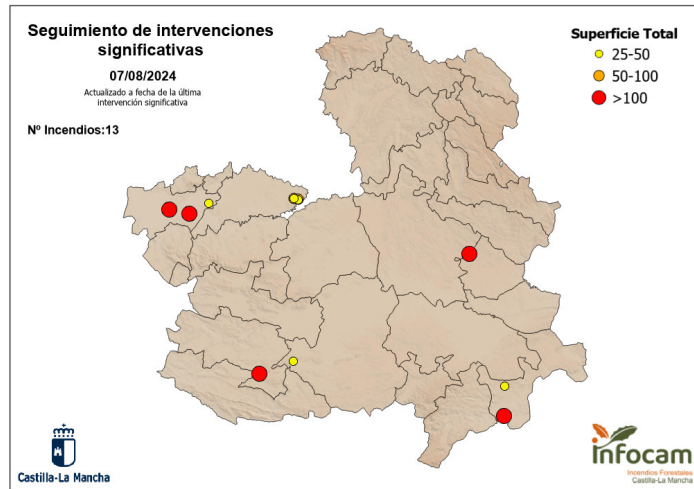 Seguimiento de intervenciones
significativas
07/08/2024
Actualizado a fecha de la última
intervención significativa
Nº Incendios:13
Superficie Total
25-50
50-100
>100
Castilla-La Mancha
infocam
Incendios Forestales
Castilla-La Mancha